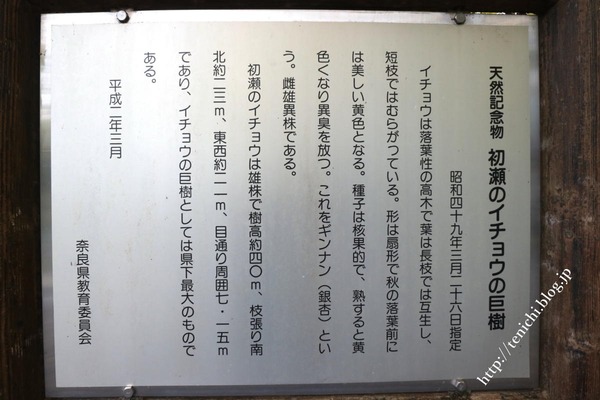 天然記念物 初瀬のイチョウの巨樹
昭和四十九年三月二十六日指定
イチョウは落葉性の高木で葉は長枝では互生し、
短枝ではむらがつている。形は扇形で秋の落葉前に
は美しい黄色となる。種子は核果的で、熟すると黄
色くなり異臭を放つ。これをギンナン（銀杏）とい
う。雌雄異株である。
初瀬のイチョウは雄株で樹高約四〇m、枝張り南
北約二三m、東西約二一m、目通り周囲七・一五m
であり、イチョウの巨樹としては県下最大のもので
ある。
平成二年三月
奈良県教育委員会
http://tenichi.blog.jp